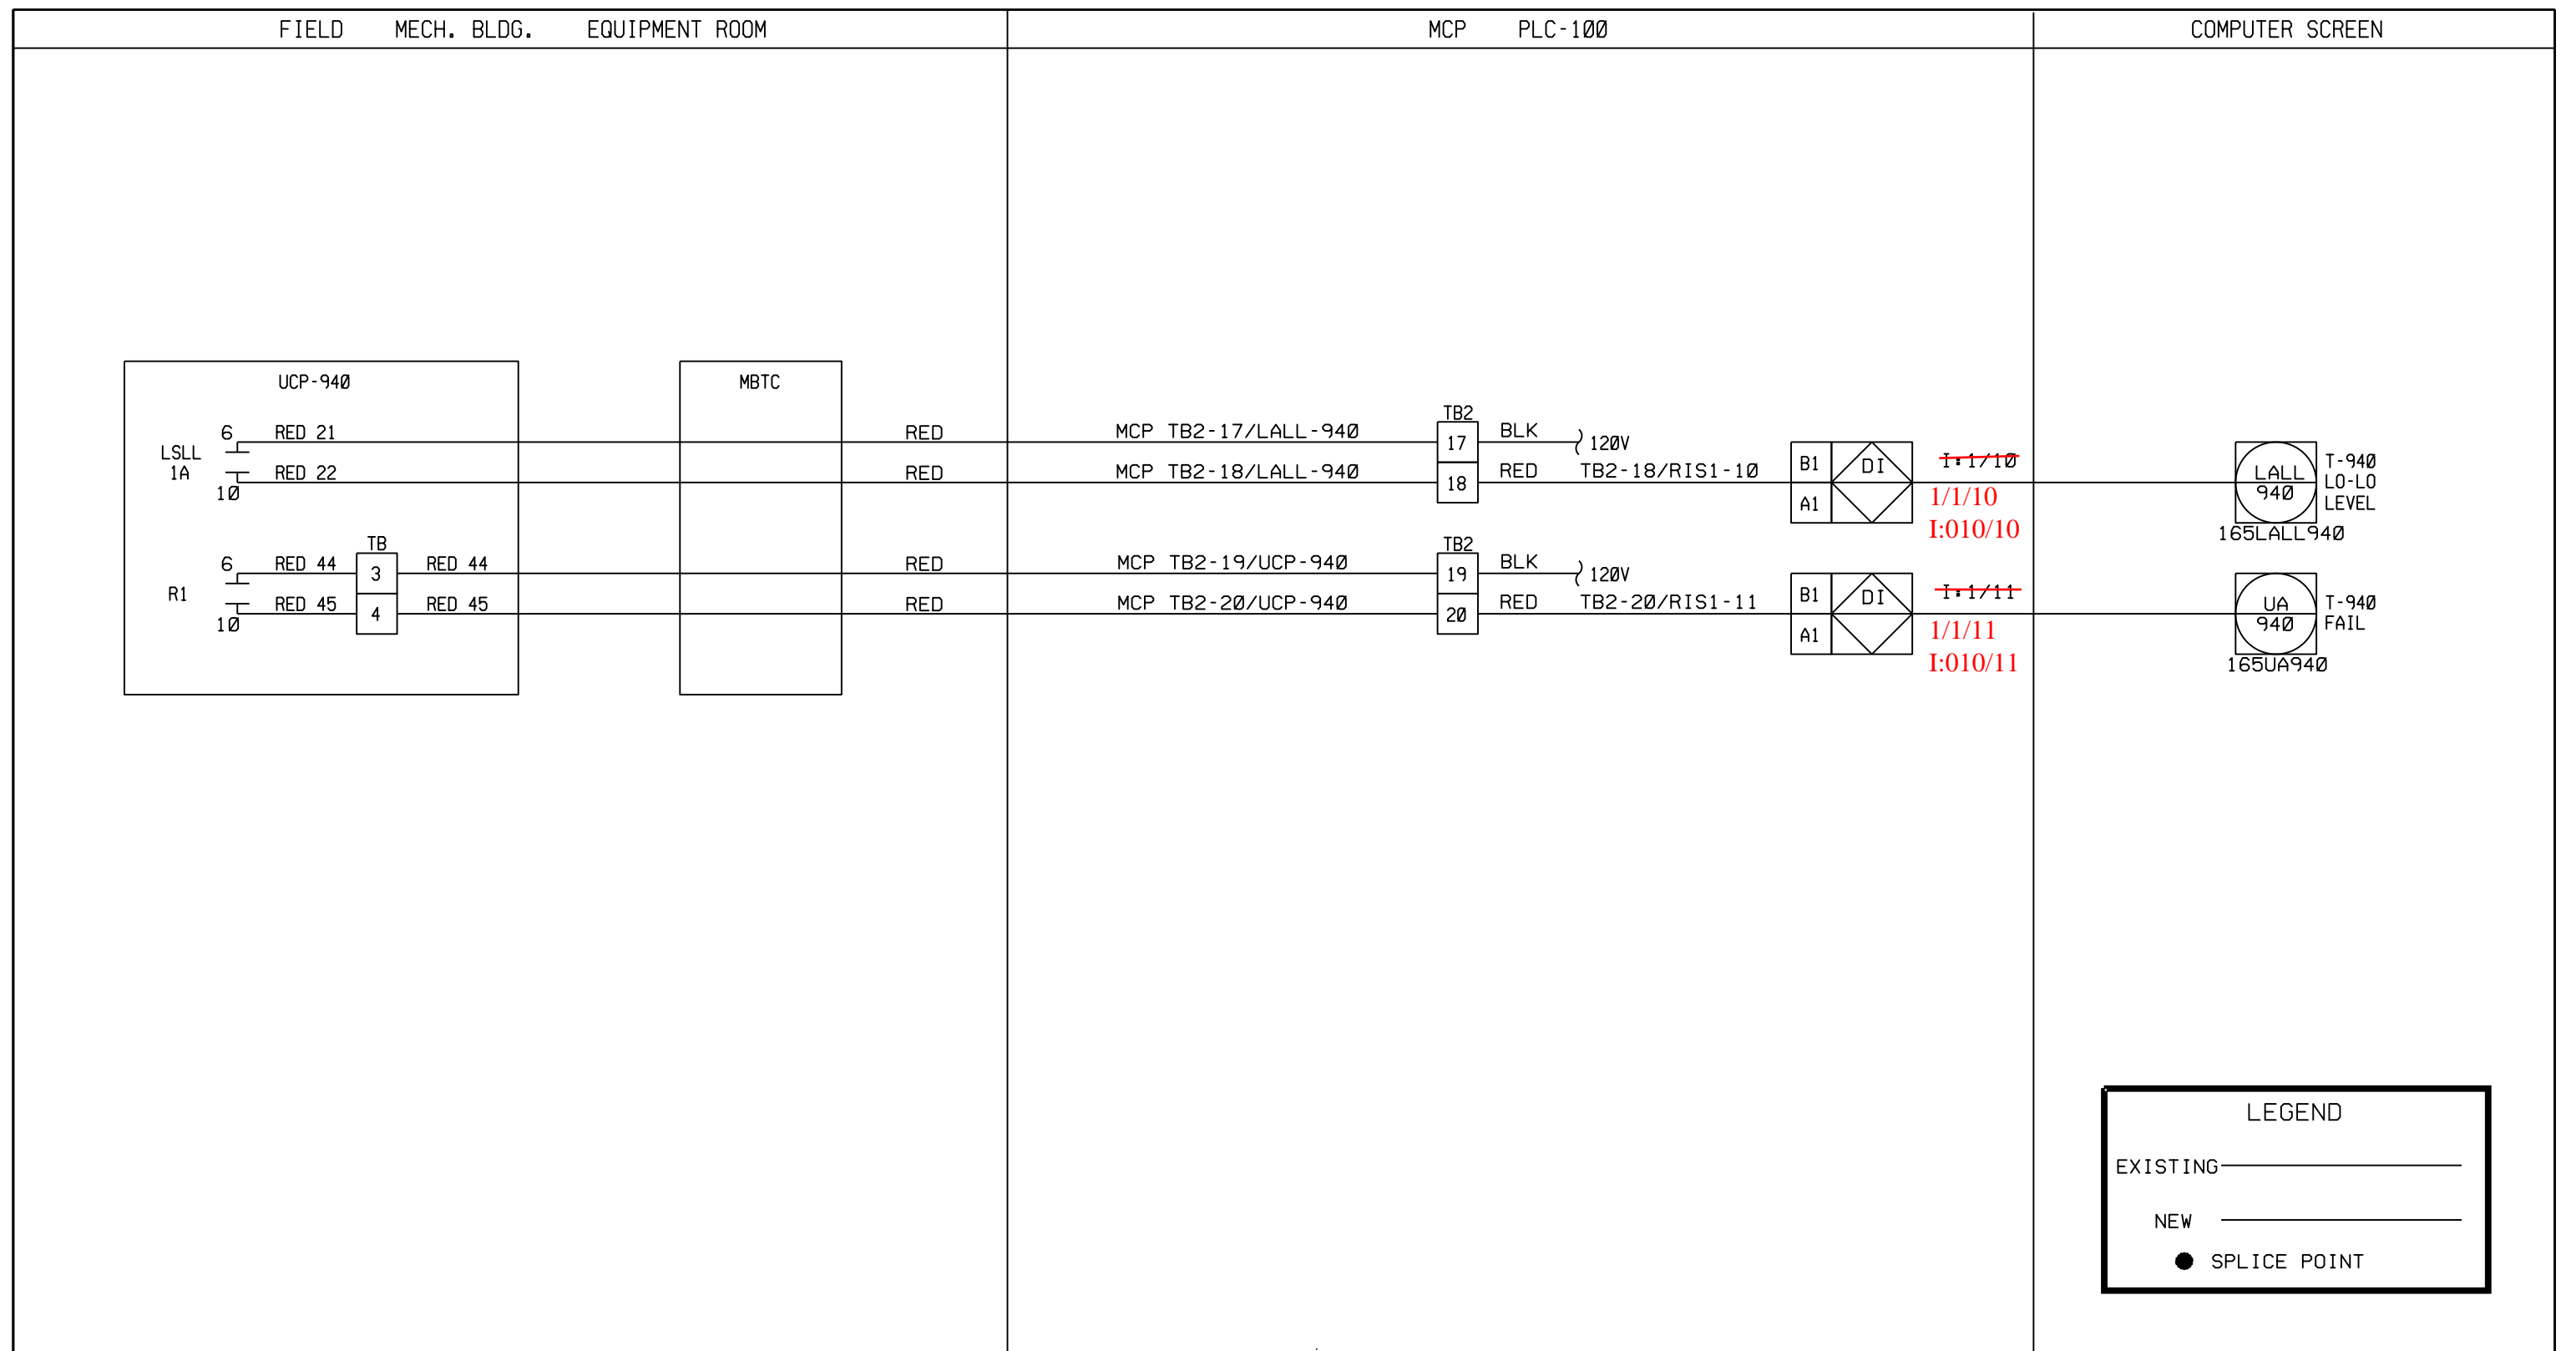 FIELD MECH. BLDG. EQUIPMENT ROOM
MCP PLC-100
COMPUTER SCREEN
UCP-940
MBTC
LSLL
1A
6
RED 21
10
RED 22
RED
RED
MCP TB2-17/LALL-940
MCP TB2-18/LALL-940
TB2
17
18
BLK
120V
RED
TB2-18/RIS1-10
B1
A1
DI
I:1/10
1/1/10
I:010/10
LALL
940
T-940
LO-LO
LEVEL
165LALL940
R1
6
RED 44
10
RED 45
TB
3
4
RED 44
RED 45
RED
RED
MCP TB2-19/UCP-940
MCP TB2-20/UCP-940
TB2
19
20
BLK
120V
RED
TB2-20/RIS1-11
B1
A1
DI
I:1/11
1/1/11
I:010/11
UA
940
T-940
FAIL
165UA940
LEGEND
EXISTING
NEW
SPLICE POINT